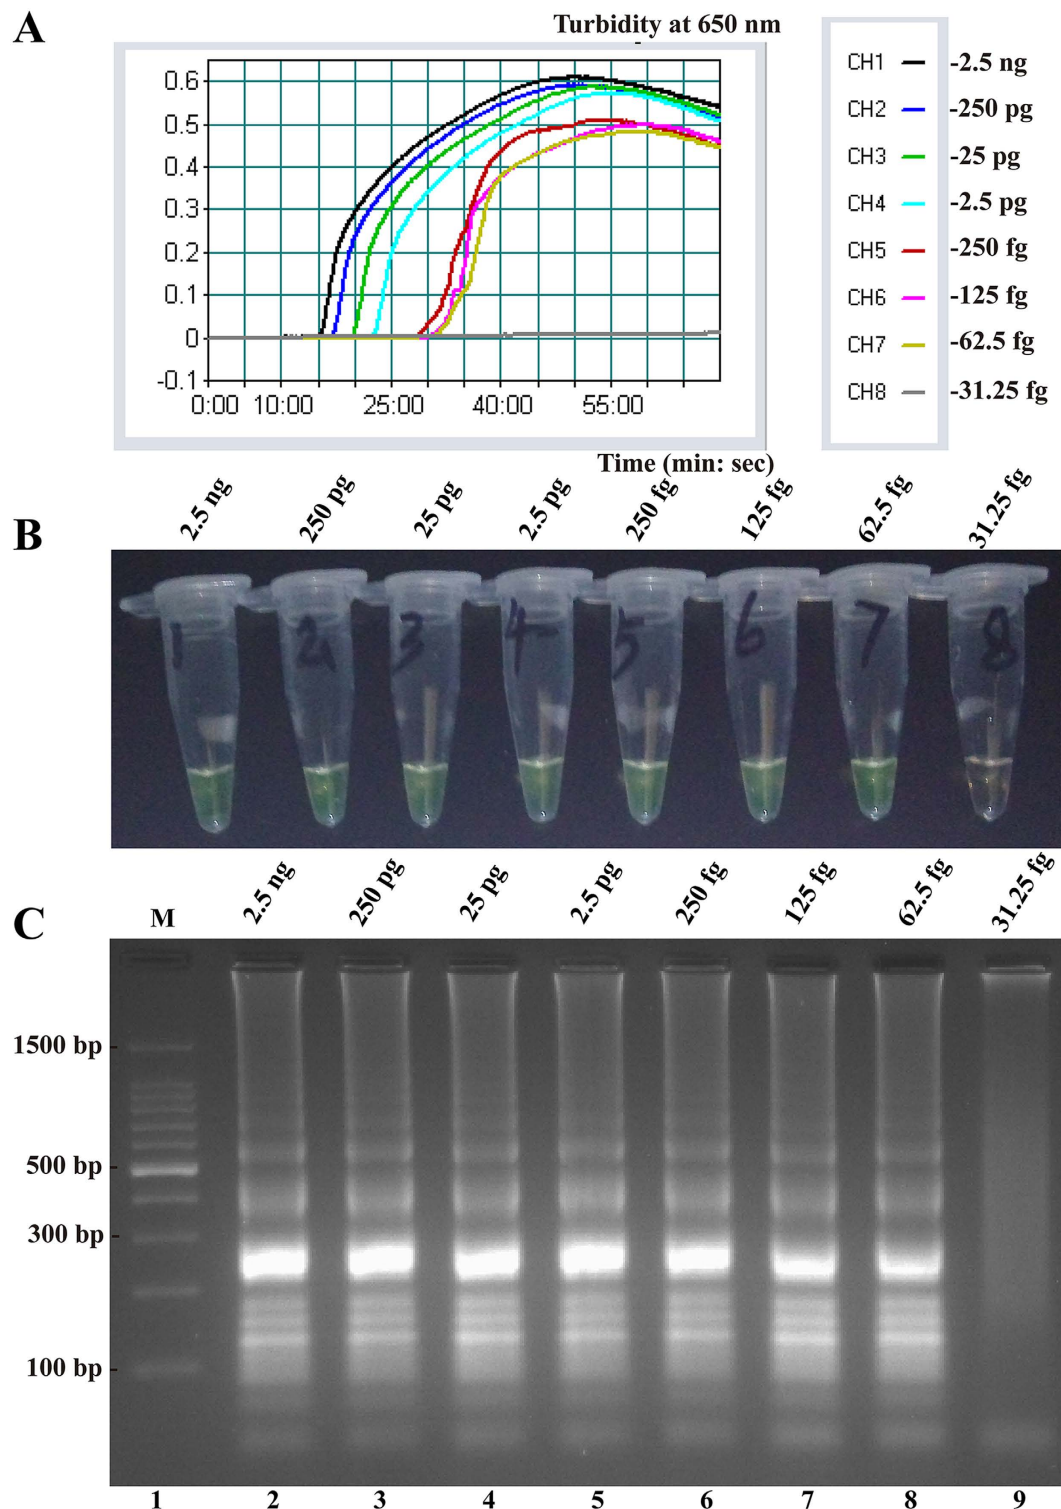 A
Turbidity at 650 nm
0.6
0.5
0.4
0.3
0.2
0.1
0
-0.1
0:00 10:00 25:00 40:00 55:00
Time (min: sec)
CH1 -2.5 ng
CH2 -250 pg
CH3 -25 pg
CH4 -2.5 pg
CH5 -250 fg
CH6 -125 fg
CH7 -62.5 fg
CH8 -31.25 fg
B
2.5 ng 250 pg 25 pg 2.5 pg 250 fg 125 fg 62.5 fg 31.25 fg
1 2 3 4 5 6 7 8
C
M 2.5 ng 250 pg 25 pg 2.5 pg 250 fg 125 fg 62.5 fg 31.25 fg
1500 bp
500 bp
300 bp
100 bp
1 2 3 4 5 6 7 8 9